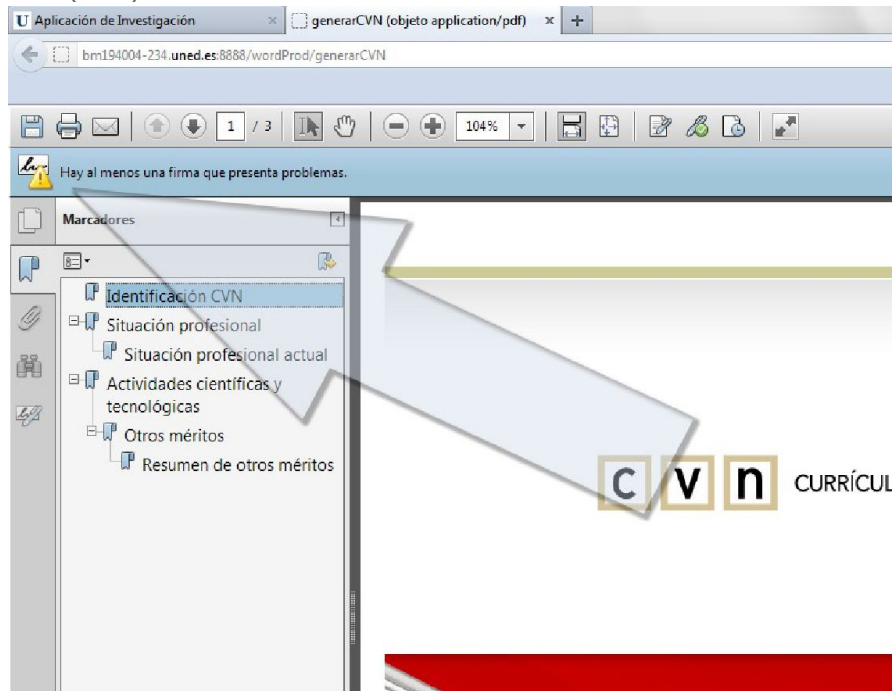 Aplicación de Investigación
generarCVN (objeto application/pdf)
bm194004-234.uned.es:8888/wordProd/generarCVN
1 / 3
104%
Hay al menos una firma que presenta problemas.
Marcadores
Identificación CVN
Situación profesional
Situación profesional actual
Actividades científicas y
tecnológicas
Otros méritos
Resumen de otros méritos
cvn CURRÍCUL